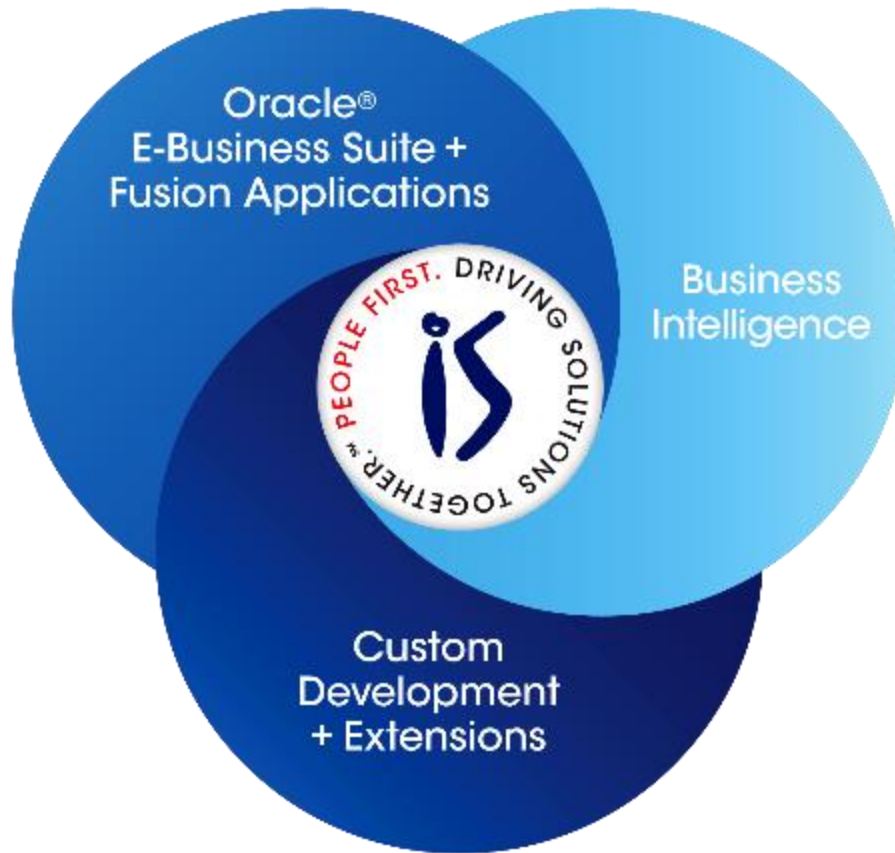 Oracle®
E-Business Suite +
Fusion Applications
Business
Intelligence
PEOPLE FIRST. DRIVING SOLUTIONS TOGETHER.℠
is
Custom
Development
+ Extensions